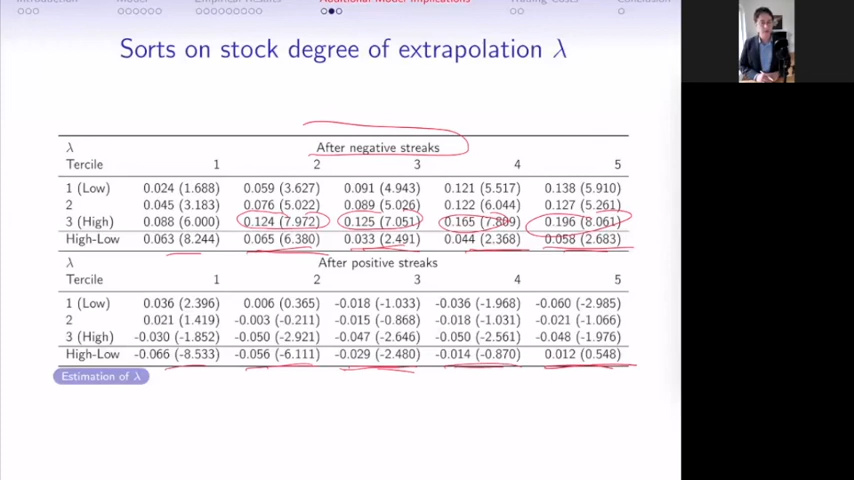 Sorts on stock degree of extrapolation λ
λ After negative streaks
Tercile 1 2 3 4 5
1 (Low) 0.024 (1.688) 0.059 (3.627) 0.091 (4.943) 0.121 (5.517) 0.138 (5.910)
2 0.045 (3.183) 0.076 (5.022) 0.089 (5.026) 0.122 (6.044) 0.127 (5.261)
3 (High) 0.088 (6.000) 0.124 (7.972) 0.125 (7.051) 0.165 (7.809) 0.196 (8.061)
High-Low 0.063 (8.244) 0.065 (6.380) 0.033 (2.491) 0.044 (2.368) 0.058 (2.683)
λ After positive streaks
Tercile 1 2 3 4 5
1 (Low) 0.036 (2.396) 0.006 (0.365) -0.018 (-1.033) -0.036 (-1.968) -0.060 (-2.985)
2 0.021 (1.419) -0.003 (-0.211) -0.015 (-0.868) -0.018 (-1.031) -0.021 (-1.066)
3 (High) -0.030 (-1.852) -0.050 (-2.921) -0.047 (-2.646) -0.050 (-2.561) -0.048 (-1.976)
High-Low -0.066 (-8.533) -0.056 (-6.111) -0.029 (-2.480) -0.014 (-0.870) 0.012 (0.548)
Estimation of λ